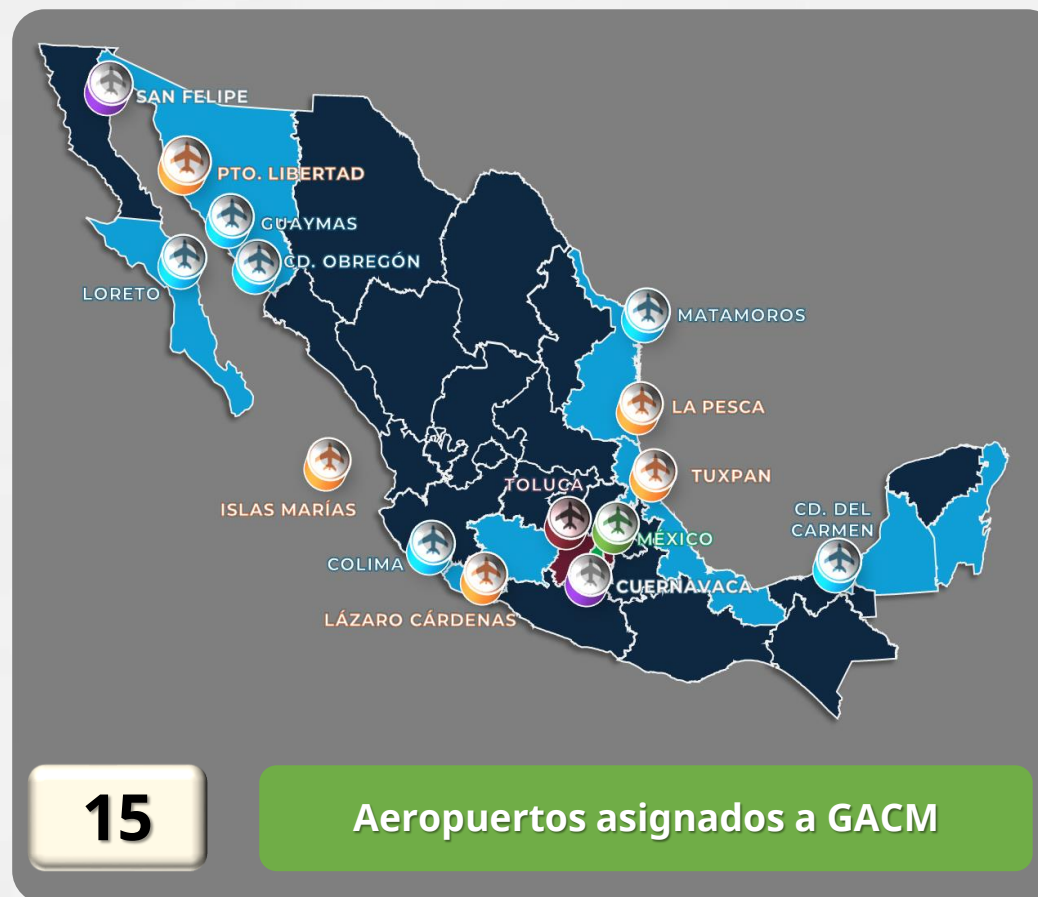 SAN FELIPE
PTO. LIBERTAD
GUAYMAS
CD. OBREGÓN
LORETO
MATAMOROS
LA PESCA
TUXPAN
TOLUCA
ISLAS MARÍAS
CD. DEL
CARMEN
MÉXICO
COLIMA
CUERNAVACA
LÁZARO CÁRDENAS
15
Aeropuertos asignados a GACM